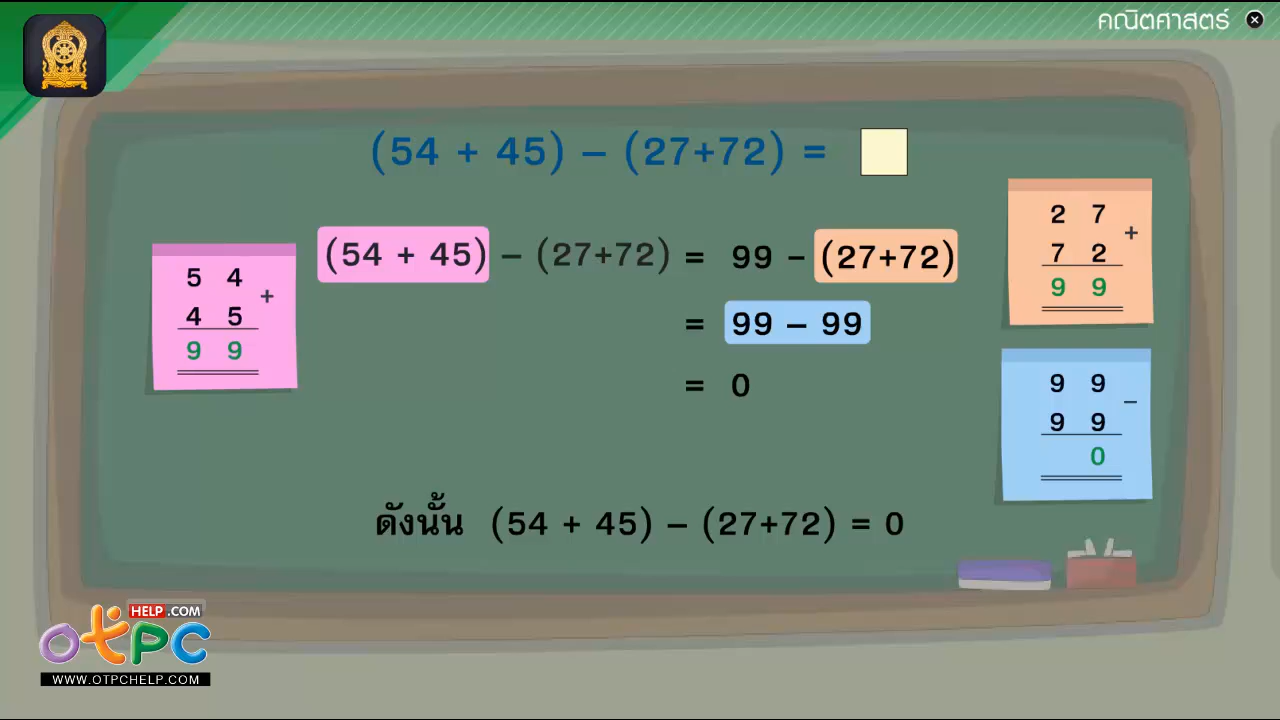 คณิตศาสตร์
(54 + 45) – (27+72) =
(54 + 45) – (27+72) = 99 – (27+72)
= 99 – 99
= 0
5 4
+
4 5
9 9
2 7
+
7 2
9 9
9 9
–
9 9
0
ดังนั้น (54 + 45) – (27+72) = 0
HELP.COM
OTPC
WWW.OTPCHELP.COM